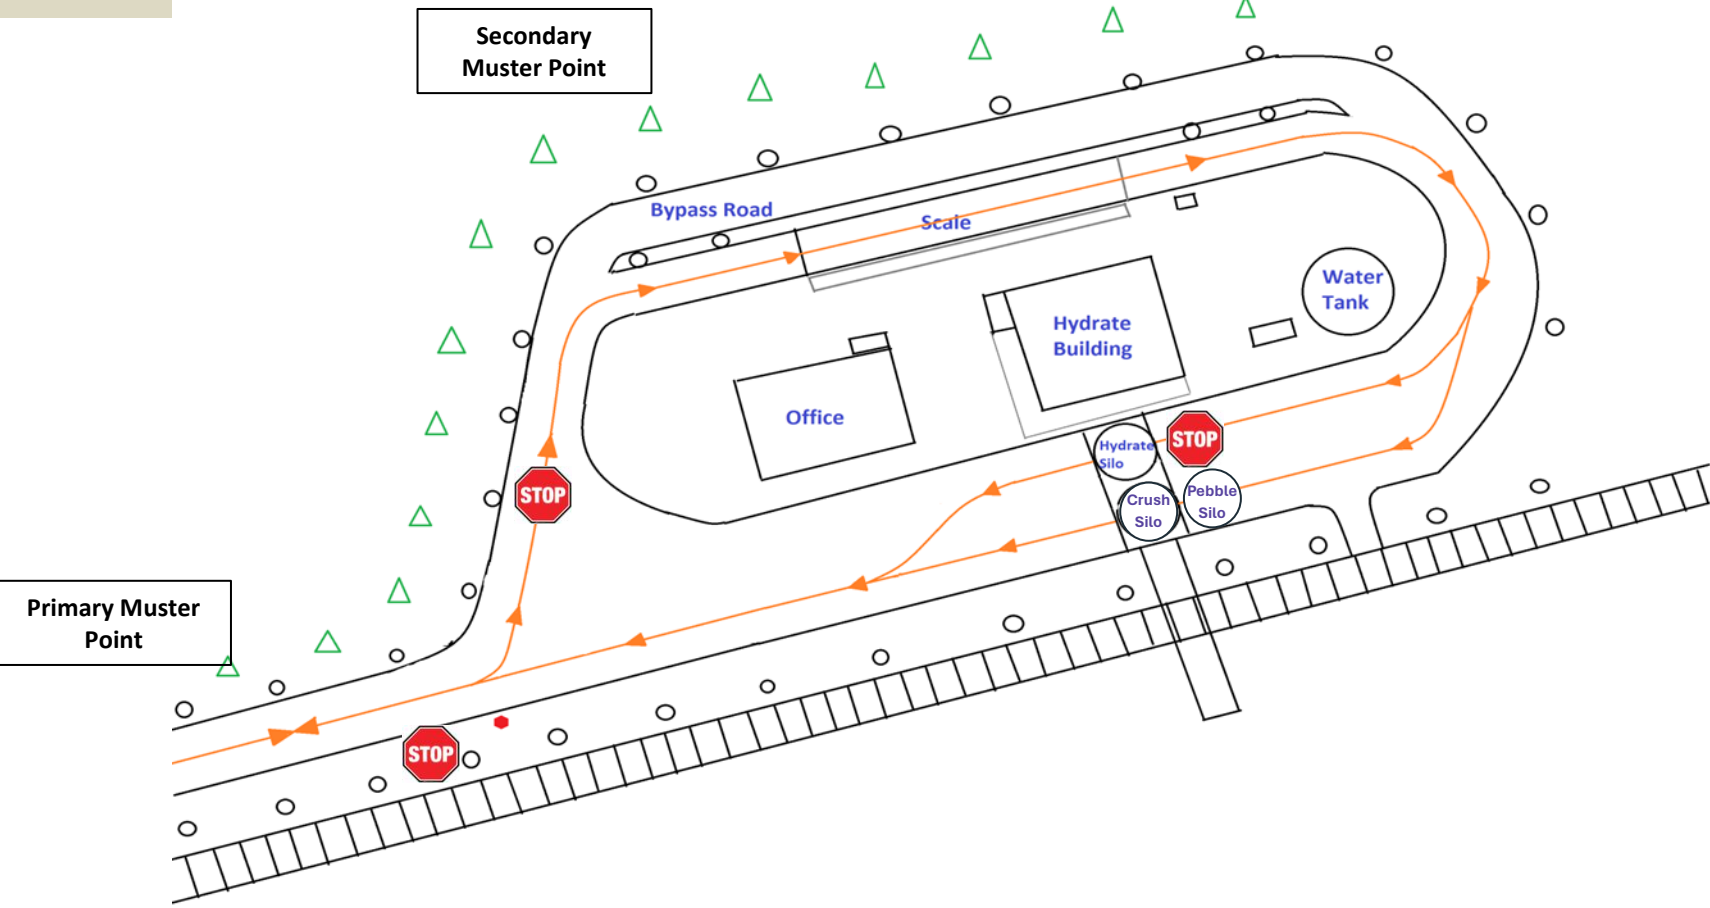 Secondary
Muster Point
Bypass Road
Scale
Water
Tank
Hydrate
Building
Office
STOP
Hydrate
Silo
STOP
Crush
Silo
Pebble
Silo
Primary Muster
Point
STOP